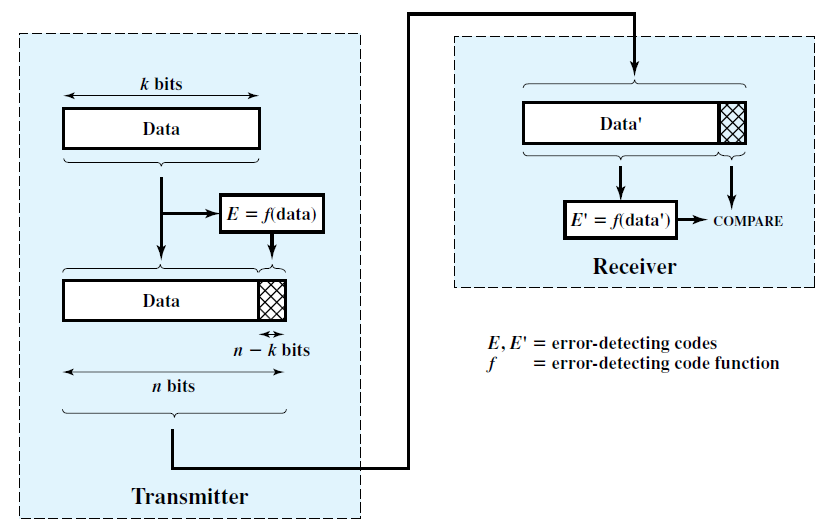 k bits
Data
E = f(data)
Data
n − k bits
n bits
Transmitter
Data'
E' = f(data')
COMPARE
Receiver
E, E' = error-detecting codes
f = error-detecting code function